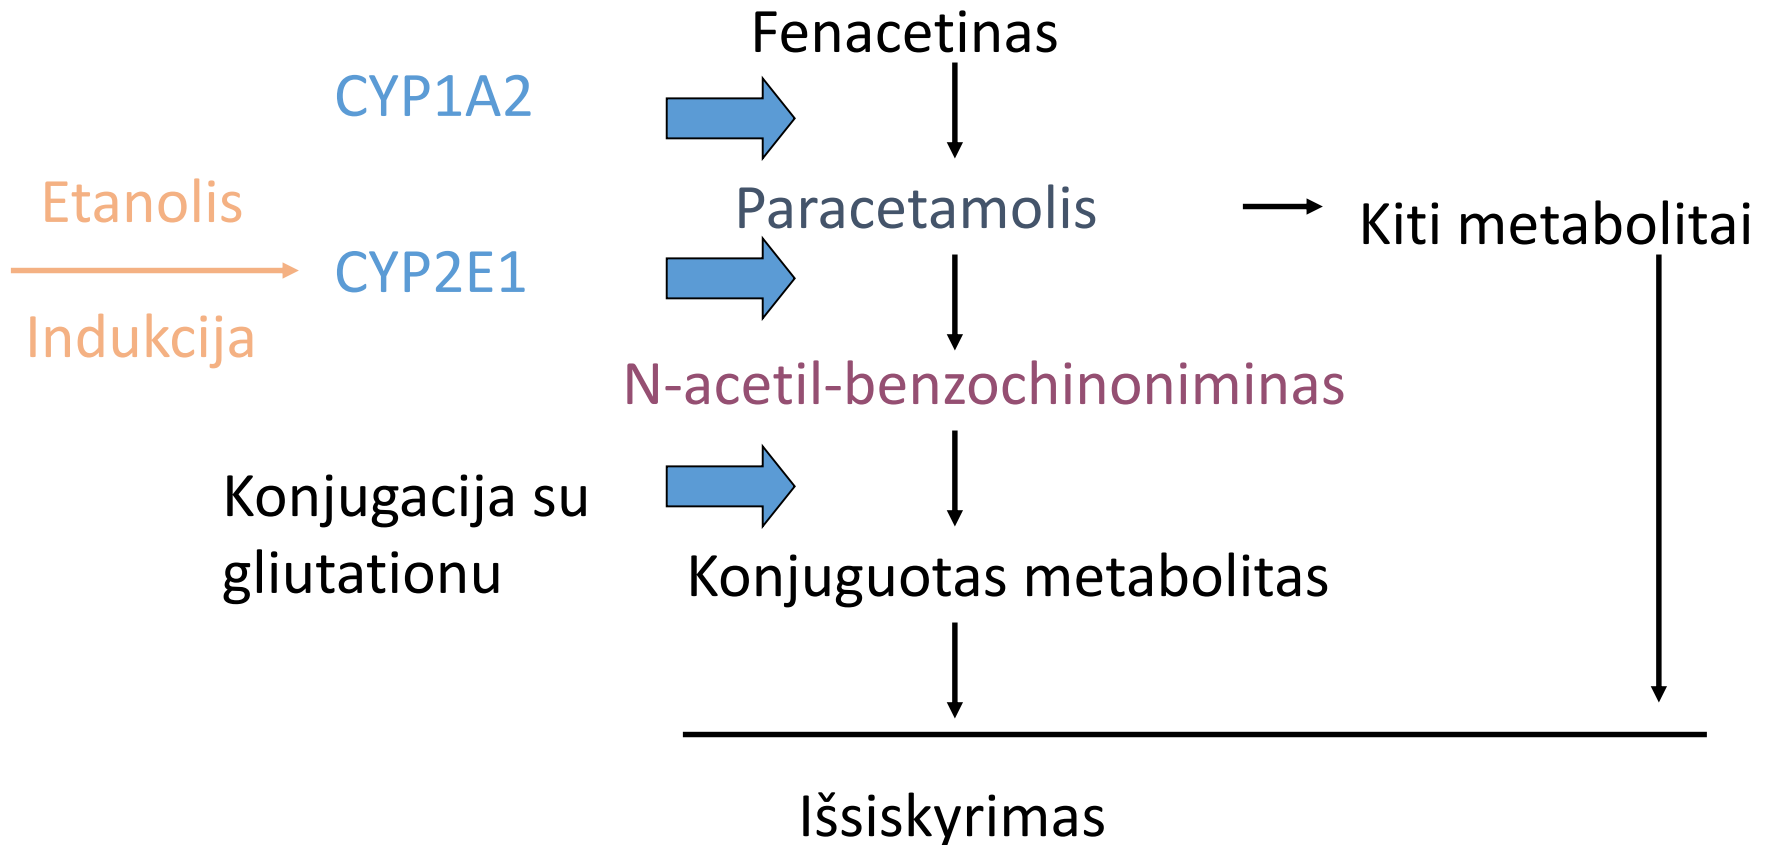 Fenacetinas
CYP1A2
Etanolis
Paracetamolis
Kiti metabolitai
CYP2E1
Indukcija
N-acetil-benzochinoniminas
Konjugacija su
gliutationu
Konjuguotas metabolitas
Išsiskyrimas